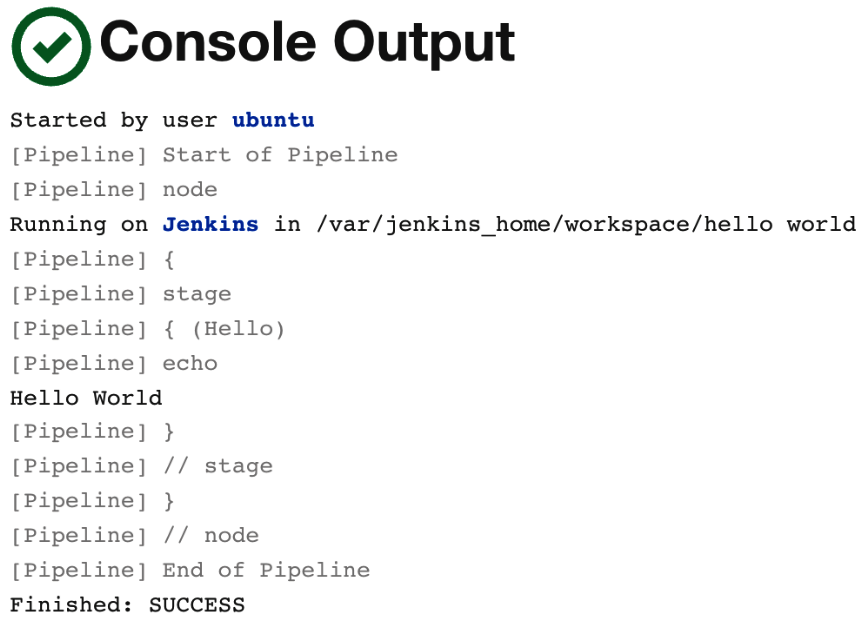 Console Output
Started by user ubuntu
[Pipeline] Start of Pipeline
[Pipeline] node
Running on Jenkins in /var/jenkins_home/workspace/hello world
[Pipeline] {
[Pipeline] stage
[Pipeline] { (Hello)
[Pipeline] echo
Hello World
[Pipeline] }
[Pipeline] // stage
[Pipeline] }
[Pipeline] // node
[Pipeline] End of Pipeline
Finished: SUCCESS